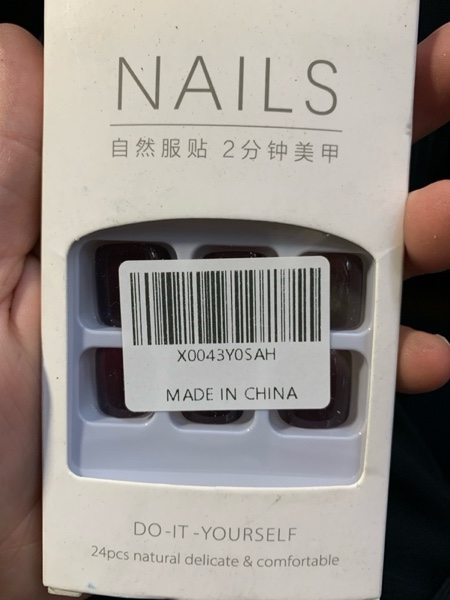 NAILS
自然服贴 2分钟美甲
X0043Y0SAH
MADE IN CHINA
DO-IT-YOURSELF
24pcs natural delicate & comfortable